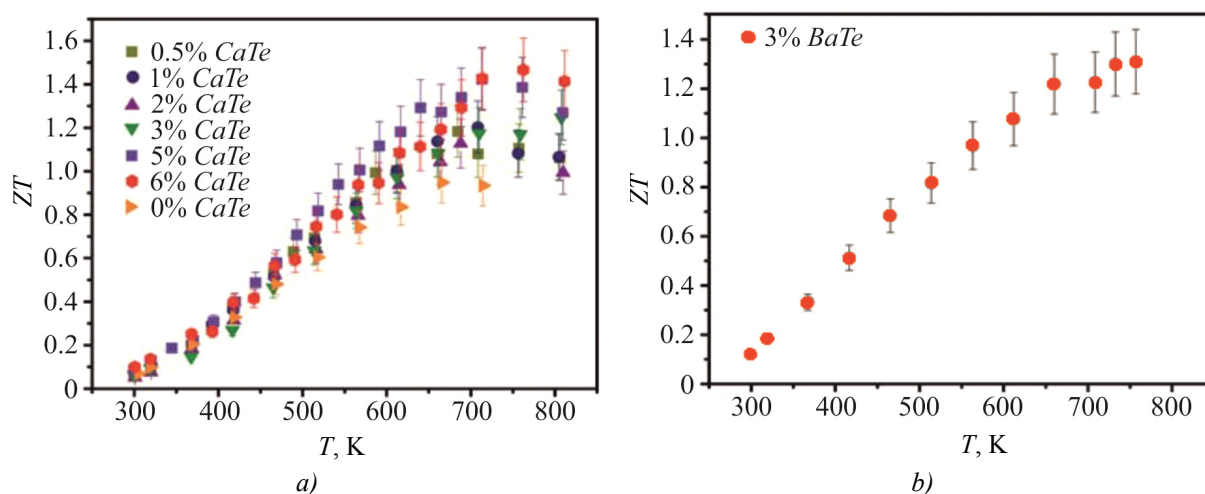 1.6
1.4
1.2
1.0
0.8
0.6
0.4
0.2
0
ZT
0.5% CaTe
1% CaTe
2% CaTe
3% CaTe
5% CaTe
6% CaTe
0% CaTe
300 400 500 600 700 800
T, K
a)
1.4
1.2
1.0
0.8
0.6
0.4
0.2
0
ZT
3% BaTe
300 400 500 600 700 800
T, K
b)